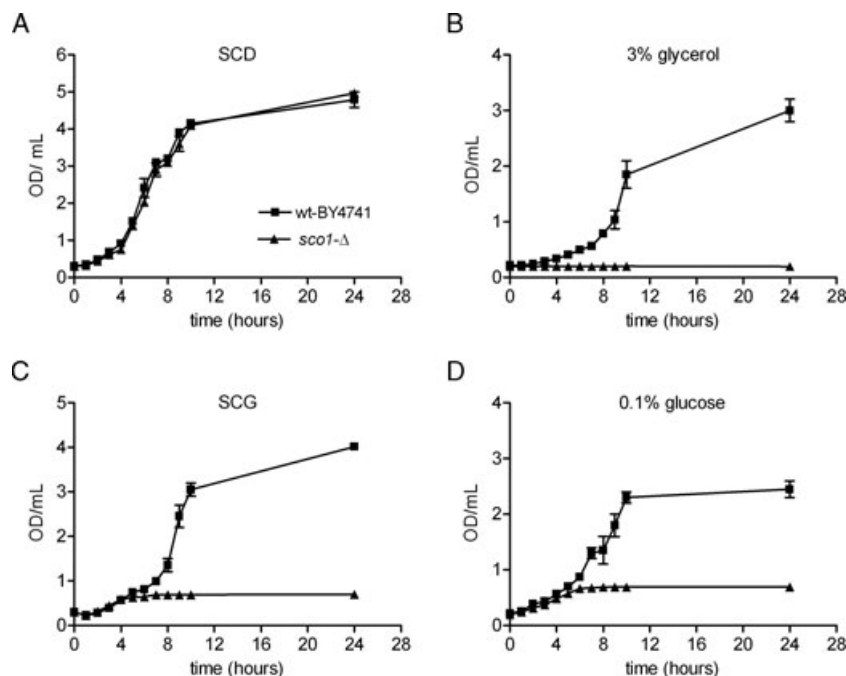 A
SCD
OD/ mL
6
5
4
3
2
1
0
0 4 8 12 16 20 24 28
time (hours)
wt-BY4741
sco1-Δ
B
3% glycerol
OD/mL
4
3
2
1
0
0 4 8 12 16 20 24 28
time (hours)
C
SCG
OD/mL
5
4
3
2
1
0
0 4 8 12 16 20 24 28
time (hours)
D
0.1% glucose
OD/mL
4
3
2
1
0
0 4 8 12 16 20 24 28
time (hours)